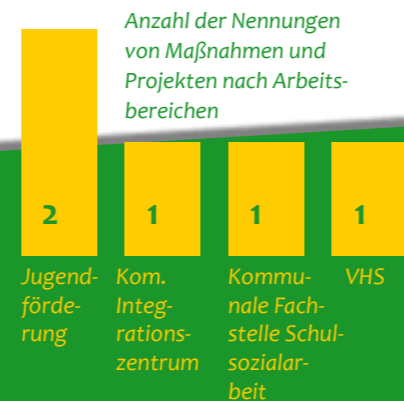 Anzahl der Nennungen
von Maßnahmen und
Projekten nach Arbeits-
bereichen
2
1
1
1
Jugend-
förde-
rung
Kom.
Integ-
rations-
zentrum
Kommu-
nale Fach-
stelle Schul-
sozialar-
beit
VHS